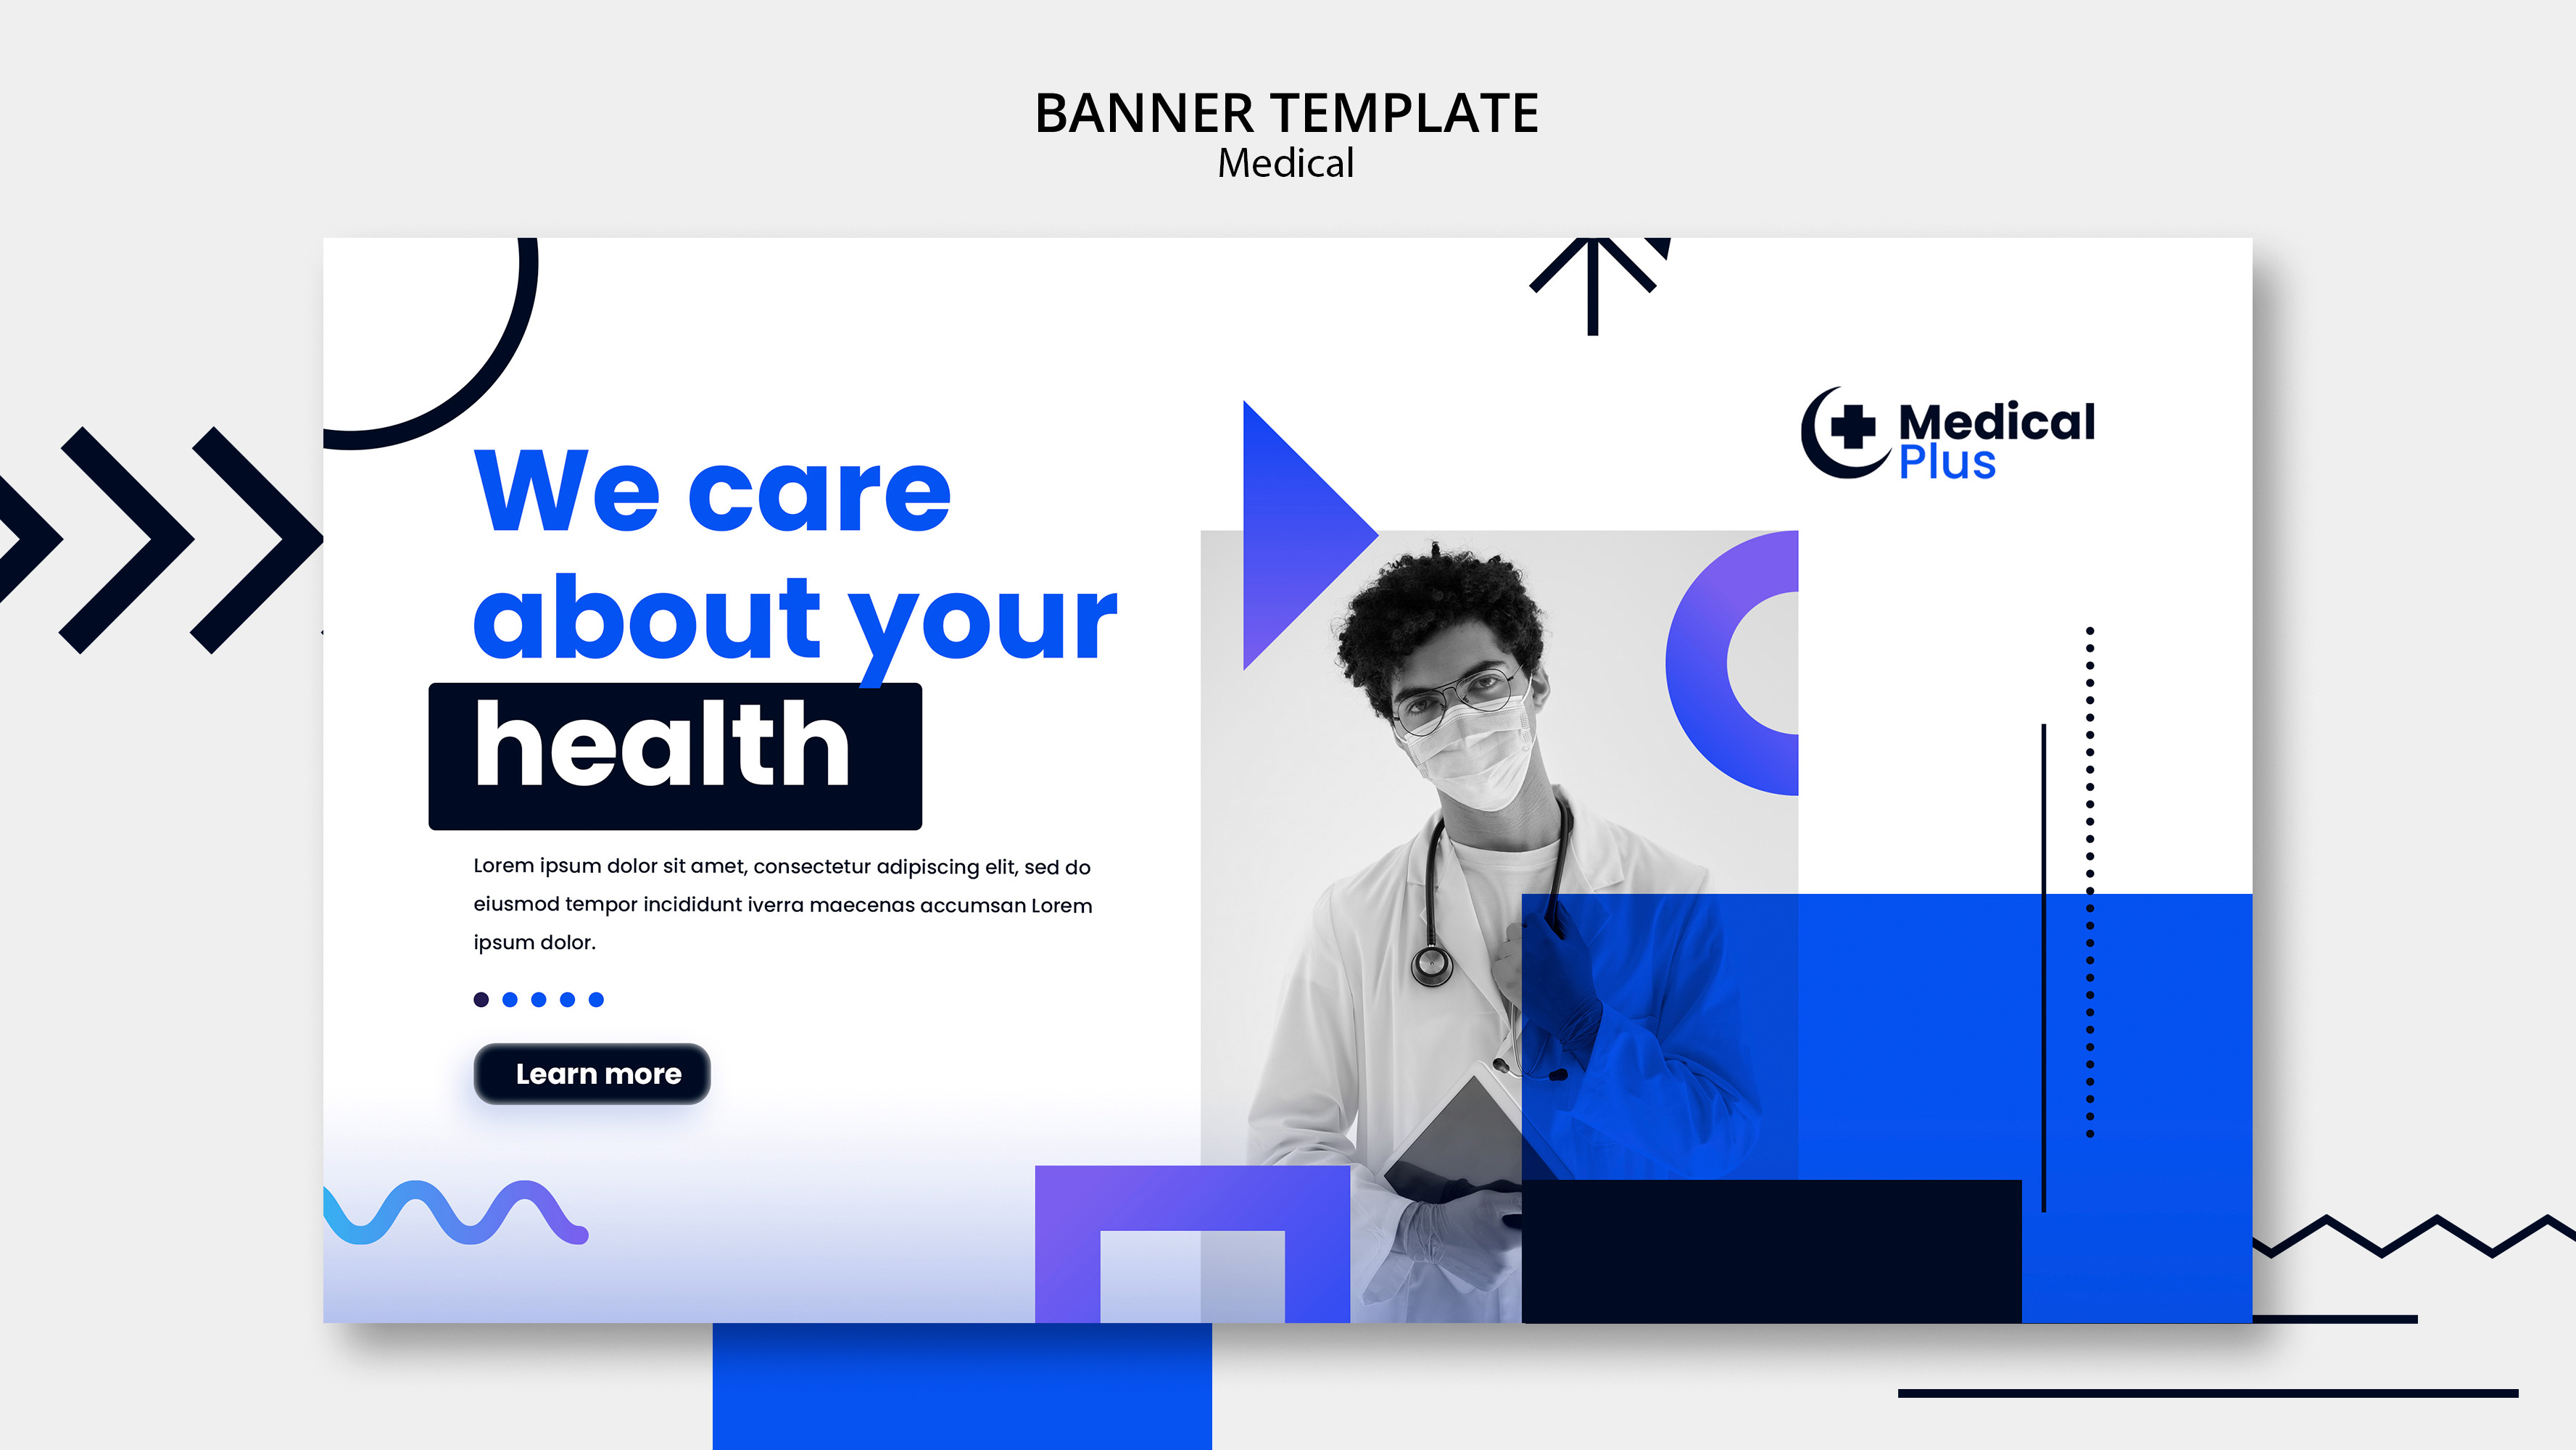 BANNER TEMPLATE
Medical
Medical
Plus
We care
about your
health
Lorem ipsum dolor sit amet, consectetur adipiscing elit, sed do
eiusmod tempor incididunt iverra maecenas accumsan Lorem
ipsum dolor.
Learn more